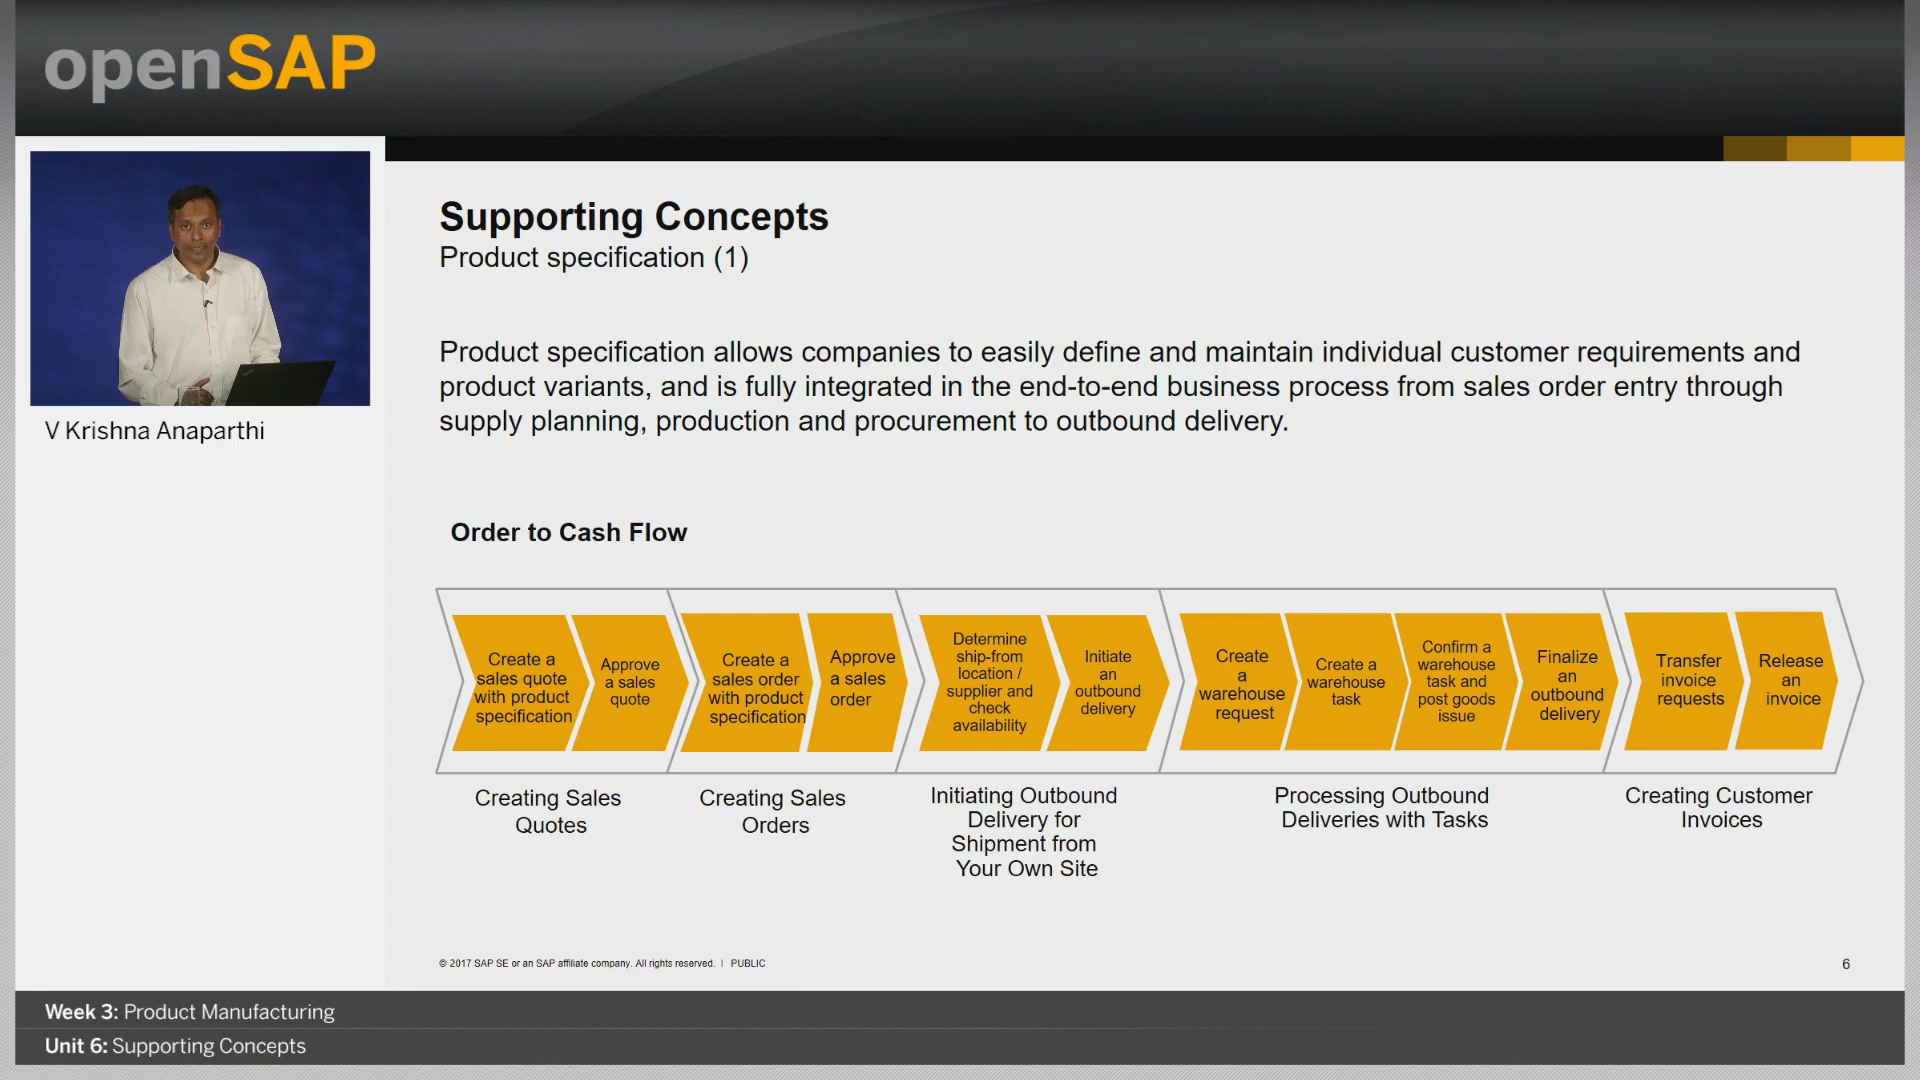 openSAP
V Krishna Anaparthi
Supporting Concepts
Product specification (1)
Product specification allows companies to easily define and maintain individual customer requirements and
product variants, and is fully integrated in the end-to-end business process from sales order entry through
supply planning, production and procurement to outbound delivery.
Order to Cash Flow
Create a
sales quote
with product
specification
Approve
a sales
quote
Create a
sales order
with product
specification
Approve
a sales
order
Determine
ship-from
location /
supplier and
check
availability
Initiate
an
outbound
delivery
Create
a
warehouse
request
Create a
warehouse
task
Confirm a
warehouse
task and
post goods
issue
Finalize
an
outbound
delivery
Transfer
invoice
requests
Release
an
invoice
Creating Sales
Quotes
Creating Sales
Orders
Initiating Outbound
Delivery for
Shipment from
Your Own Site
Processing Outbound
Deliveries with Tasks
Creating Customer
Invoices
© 2017 SAP SE or an SAP affiliate company. All rights reserved. | PUBLIC
6
Week 3: Product Manufacturing
Unit 6: Supporting Concepts